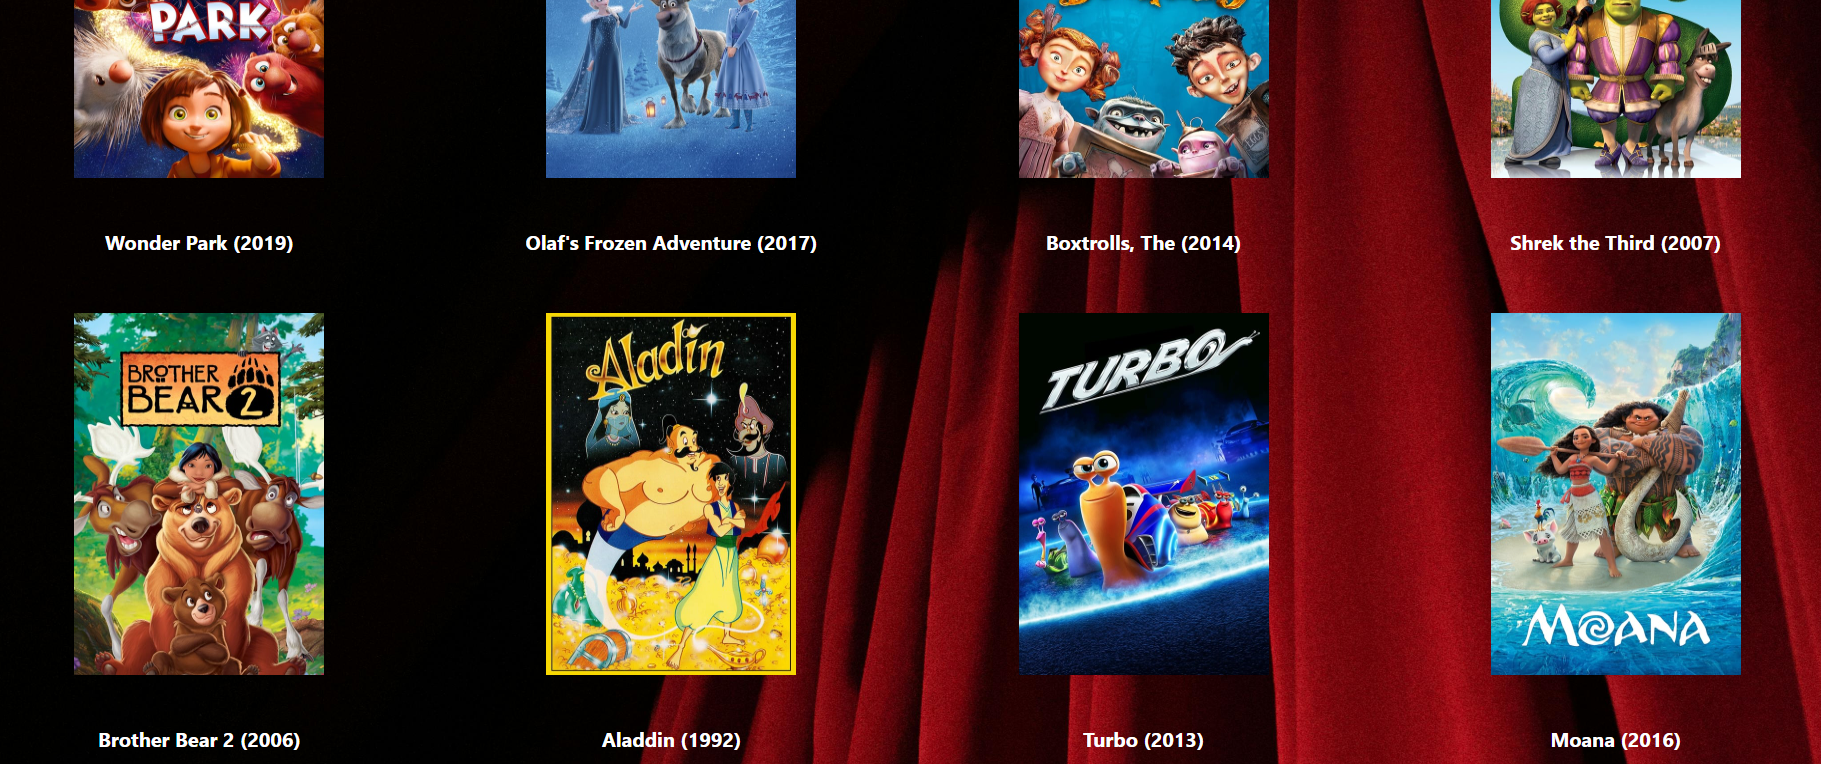 PARK
Wonder Park (2019)
Olaf's Frozen Adventure (2017)
Boxtrolls, The (2014)
Shrek the Third (2007)
BROTHER
BEAR 2
Aladin
TURBO
MOANA
Brother Bear 2 (2006)
Aladdin (1992)
Turbo (2013)
Moana (2016)